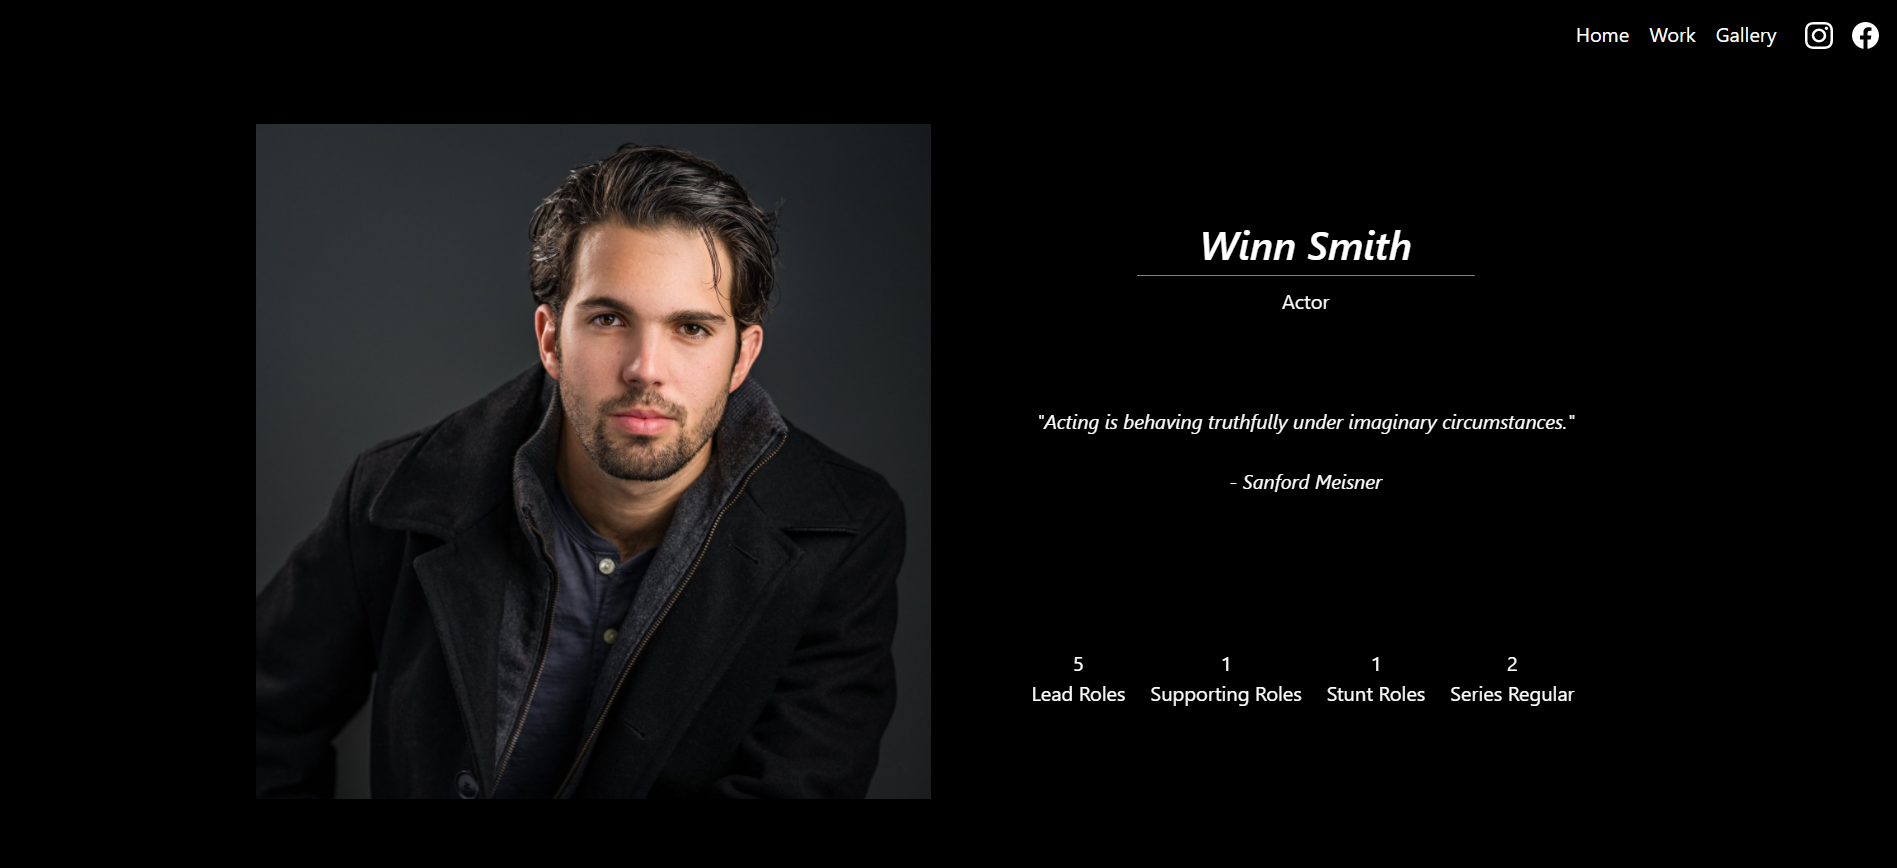 Home Work Gallery
Winn Smith
Actor
"Acting is behaving truthfully under imaginary circumstances."
- Sanford Meisner
5 1 1 2
Lead Roles Supporting Roles Stunt Roles Series Regular